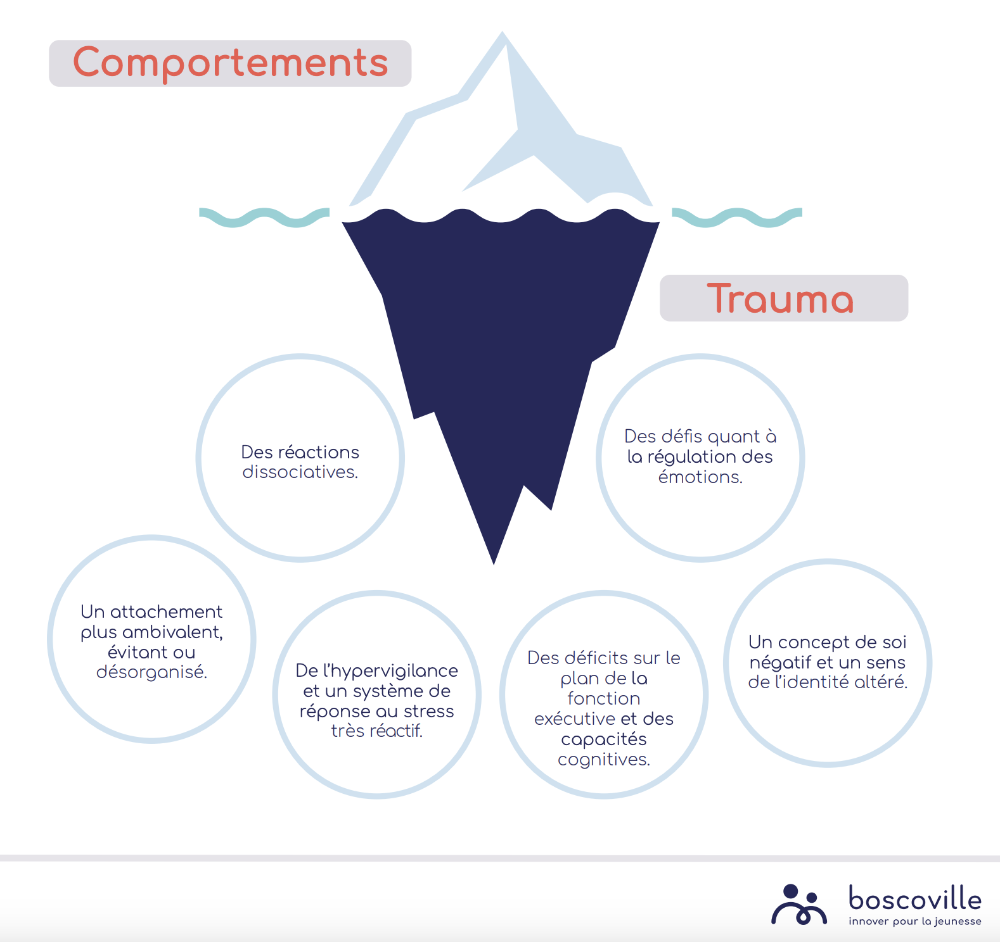 Comportements
Trauma
Des réactions
dissociatives.
Des défis quant à
la régulation des
émotions.
Un attachement
plus ambivalent,
évitant ou
désorganisé.
De l’hypervigilance
et un système de
réponse au stress
très réactif.
Des déficits sur le
plan de la
fonction
exécutive et des
capacités
cognitives.
Un concept de soi
négatif et un sens
de l’identité altéré.
boscoville
innover pour la jeunesse